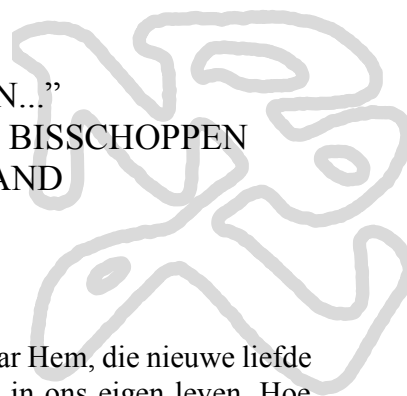 N...”
BISSCHOPPEN
AND
ar Hem, die nieuwe liefde
in ons eigen leven. Hoe